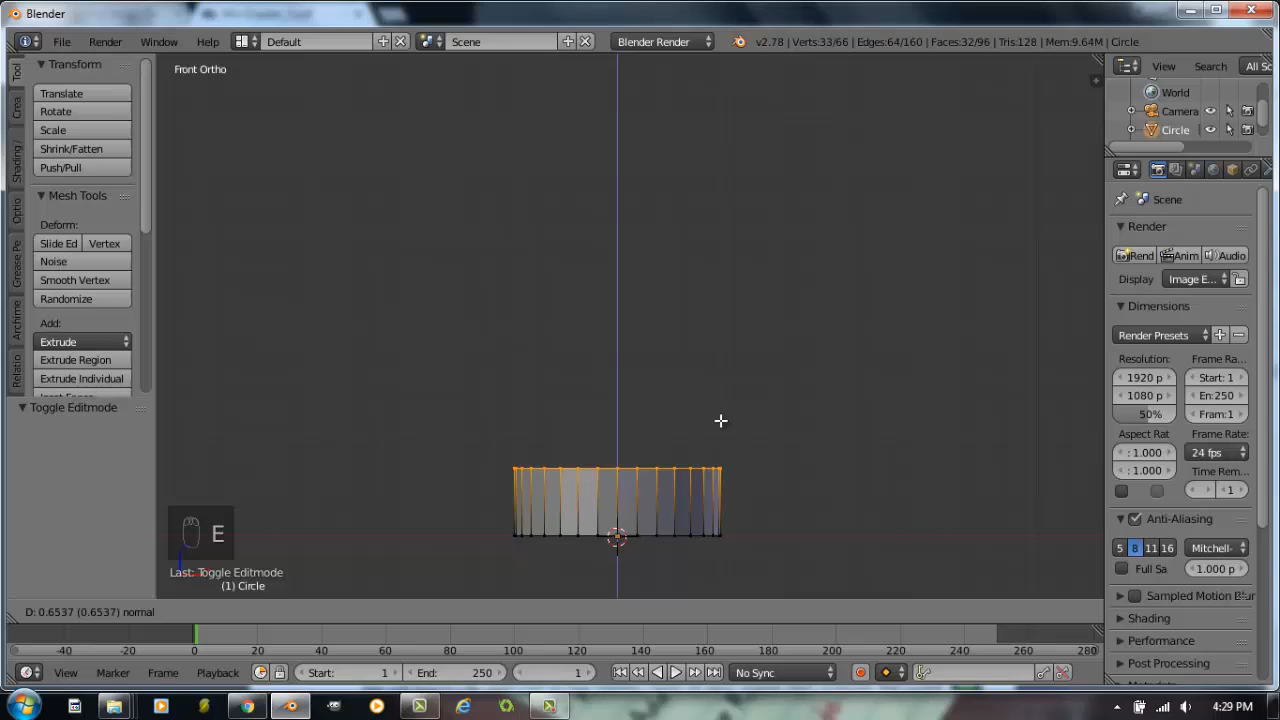 Blender
File Render Window Help Default Scene Blender Render v2.78 | Verts:33/66 | Edges:64/160 | Faces:32/96 | Tris:128 | Mem:9.64M | Circle
Tool
Transform
Translate
Rotate
Scale
Shrink/Fatten
Push/Pull
Mesh Tools
Deform:
Slide Ed Vertex
Noise
Smooth Vertex
Randomize
Add:
Extrude
Extrude Region
Extrude Individual
Toggle Editmode
Crea
Shading /
Optio
Grease Pe
Archime
Relatio
Front Ortho
E
Last: Toggle Editmode
(1) Circle
D: 0.6537 (0.6537) normal
View Search All Sc
World
Camera
Circle
Scene
Render
Rend Anim Audio
Display Image E...
Dimensions
Render Presets
Resolution: Frame Ra...
1920 p Start: 1
1080 p En:250
50% Fram:1
Aspect Rat Frame Rate:
: 1.000 24 fps
: 1.000 Time Rem...
1
Anti-Aliasing
5 8 11 16 Mitchell-
Full Sa 1.000 p
Sampled Motion Blur
Shading
Performance
Post Processing
-40 -20 0 20 40 60 80 100 120 140 160 180 200 220 240 260 280
View Marker Frame Playback Start: 1 End: 250 1 No Sync
4:29 PM